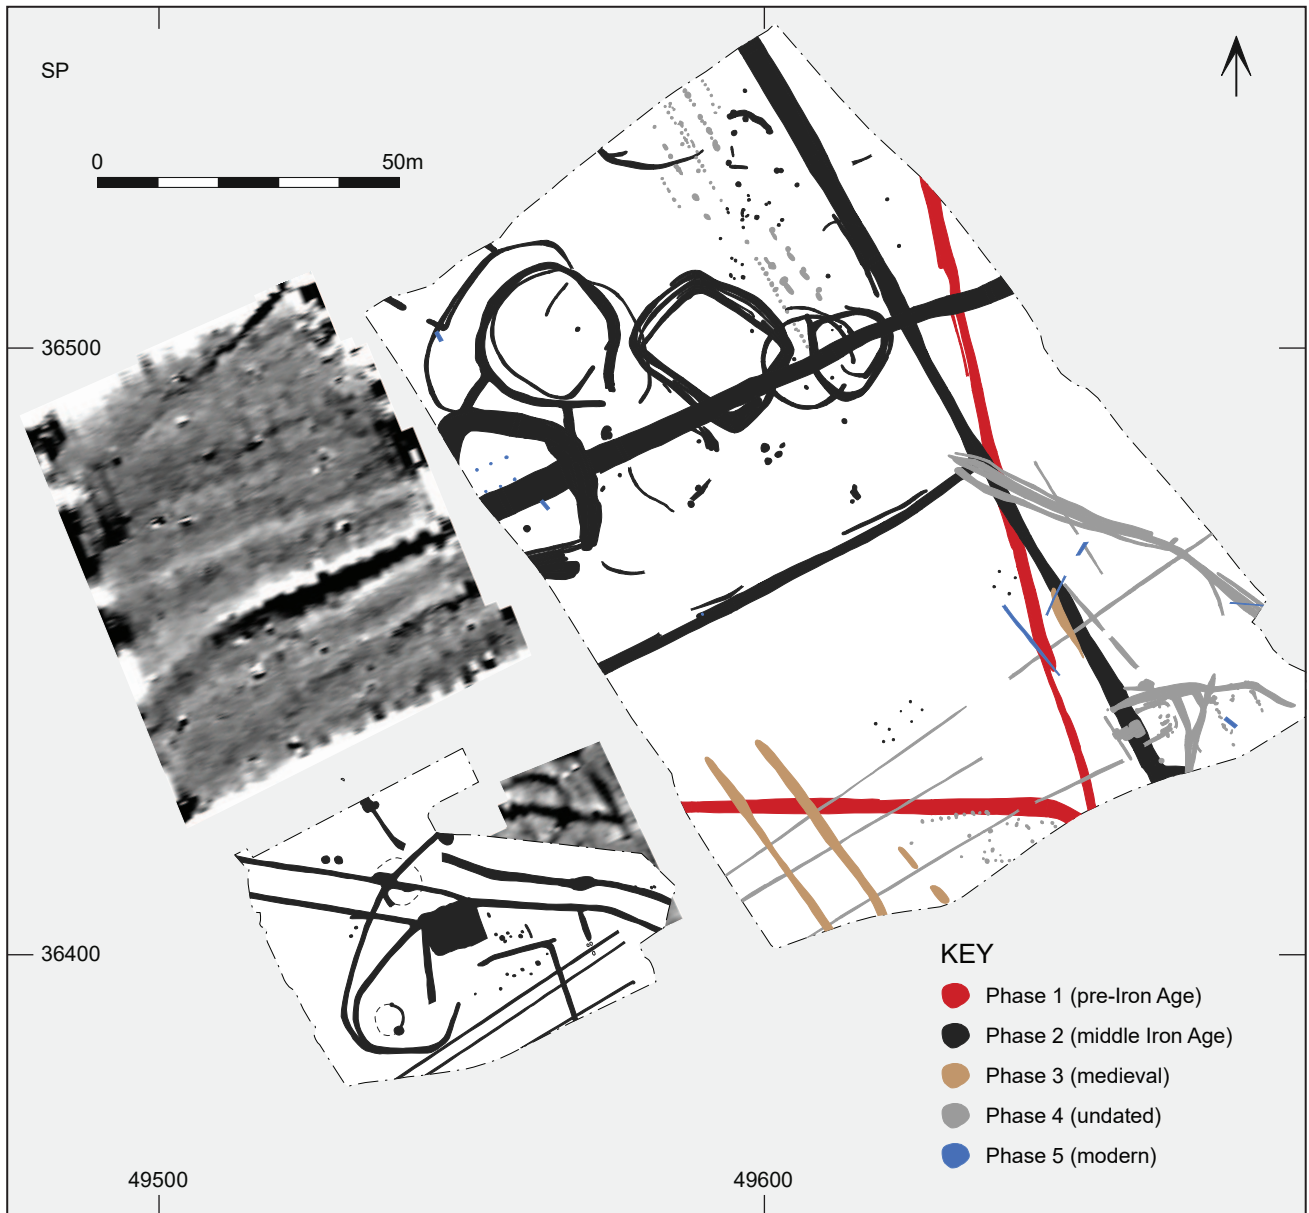 SP
0 50m
36500
36400
KEY
Phase 1 (pre-Iron Age)
Phase 2 (middle Iron Age)
Phase 3 (medieval)
Phase 4 (undated)
Phase 5 (modern)
49500 49600